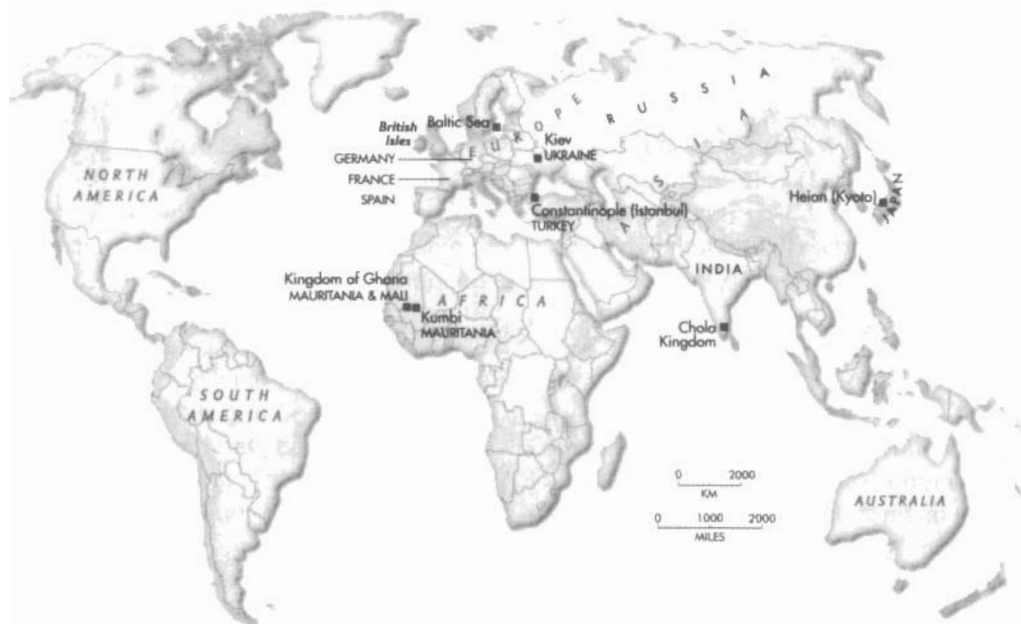 NORTH
AMERICA
SOUTH
AMERICA
British
Isles
Baltic Sea
EUROPE
RUSSIA
ASIA
GERMANY
FRANCE
SPAIN
Kiev
UKRAINE
Constantinople (Istanbul)
TURKEY
Heian (Kyoto)
JAPAN
INDIA
Chola
Kingdom
Kingdom of Ghana
MAURITANIA & MALI
AFRICA
Kumbi
MAURITANIA
0 2000
KM
0 1000 2000
MILES
AUSTRALIA